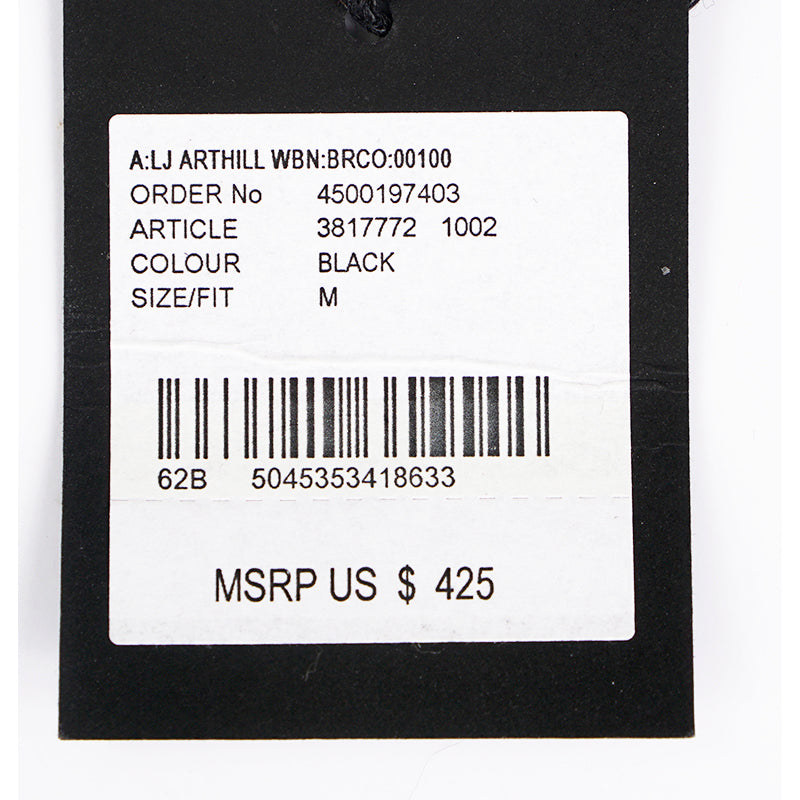 A:LJ ARTHILL WBN:BRCO:00100
ORDER No 4500197403
ARTICLE 3817772 1002
COLOUR BLACK
SIZE/FIT M
62B 5045353418633
MSRP US $ 425